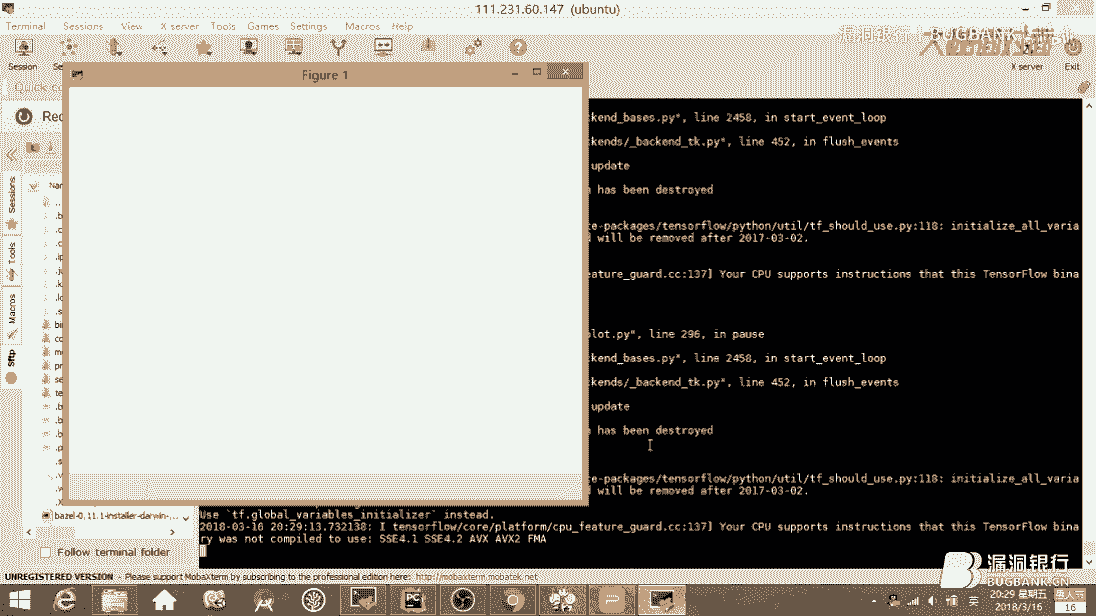 111.231.60.147 (ubuntu)
Terminal Sessions View X server Tools Games Settings Macros Help
漏洞银行 BUGBANK
Session
X server
Exit
Quick co
Figure 1
Sessions
Tools
Macros
Sftp
kend_bases.py", line 2458, in start_event_loop
kends/_backend_tk.py", line 452, in flush_events
update
has been destroyed
e-packages/tensorflow/python/util/tf_should_use.py:118: initialize_all_varia
will be removed after 2017-03-02.
eature_guard.cc:137] Your CPU supports instructions that this TensorFlow bina
lot.py", line 296, in pause
kend_bases.py", line 2458, in start_event_loop
kends/_backend_tk.py", line 452, in flush_events
update
has been destroyed
e-packages/tensorflow/python/util/tf_should_use.py:118: initialize_all_varia
will be removed after 2017-03-02.
Use `tf.global_variables_initializer` instead.
2018-03-16 20:29:13.732138: I tensorflow/core/platform/cpu_feature_guard.cc:137] Your CPU supports instructions that this TensorFlow bina
ry was not compiled to use: SSE4.1 SSE4.2 AVX AVX2 FMA
bazel-0.11.1-installer-darwin-...
Follow terminal folder
UNREGISTERED VERSION - Please support MobaXterm by subscribing to the professional edition here: http://mobaxterm.mobatek.net
漏洞银行
BUGBANK.CN
英
20:29 星期五
2018/3/16
16